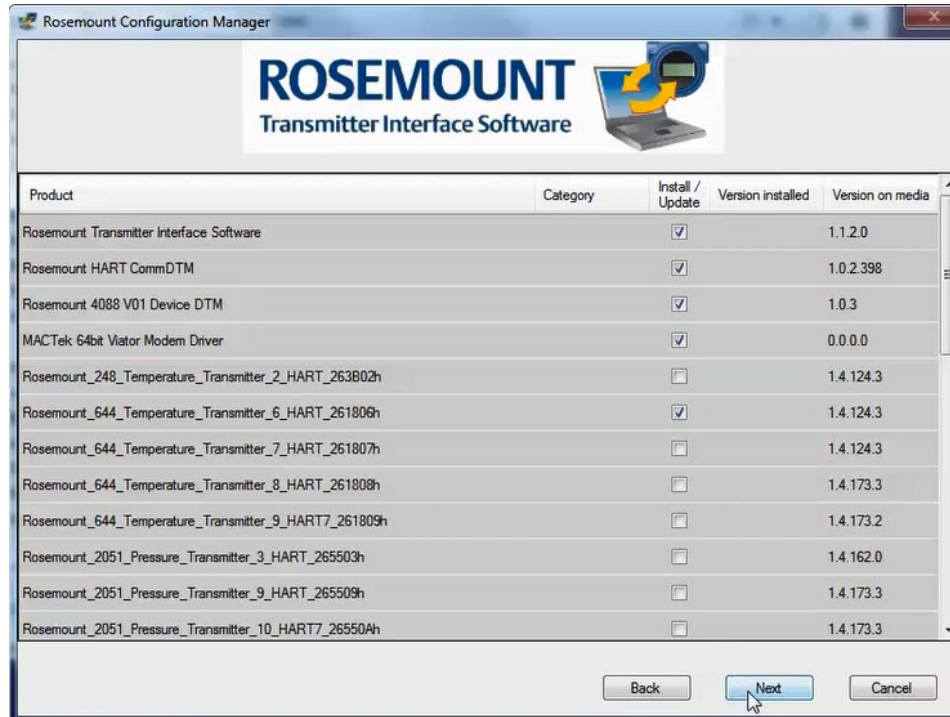 Rosemount Configuration Manager
ROSEMOUNT
Transmitter Interface Software
Product Category Install / Update Version installed Version on media
Rosemount Transmitter Interface Software 1.1.2.0
Rosemount HART CommDTM 1.0.2.398
Rosemount 4088 V01 Device DTM 1.0.3
MACTek 64bit Viator Modem Driver 0.0.0.0
Rosemount_248_Temperature_Transmitter_2_HART_263B02h 1.4.124.3
Rosemount_644_Temperature_Transmitter_6_HART_261806h 1.4.124.3
Rosemount_644_Temperature_Transmitter_7_HART_261807h 1.4.124.3
Rosemount_644_Temperature_Transmitter_8_HART_261808h 1.4.173.3
Rosemount_644_Temperature_Transmitter_9_HART7_261809h 1.4.173.2
Rosemount_2051_Pressure_Transmitter_3_HART_265503h 1.4.162.0
Rosemount_2051_Pressure_Transmitter_9_HART_265509h 1.4.173.3
Rosemount_2051_Pressure_Transmitter_10_HART7_26550Ah 1.4.173.3
Back Next Cancel